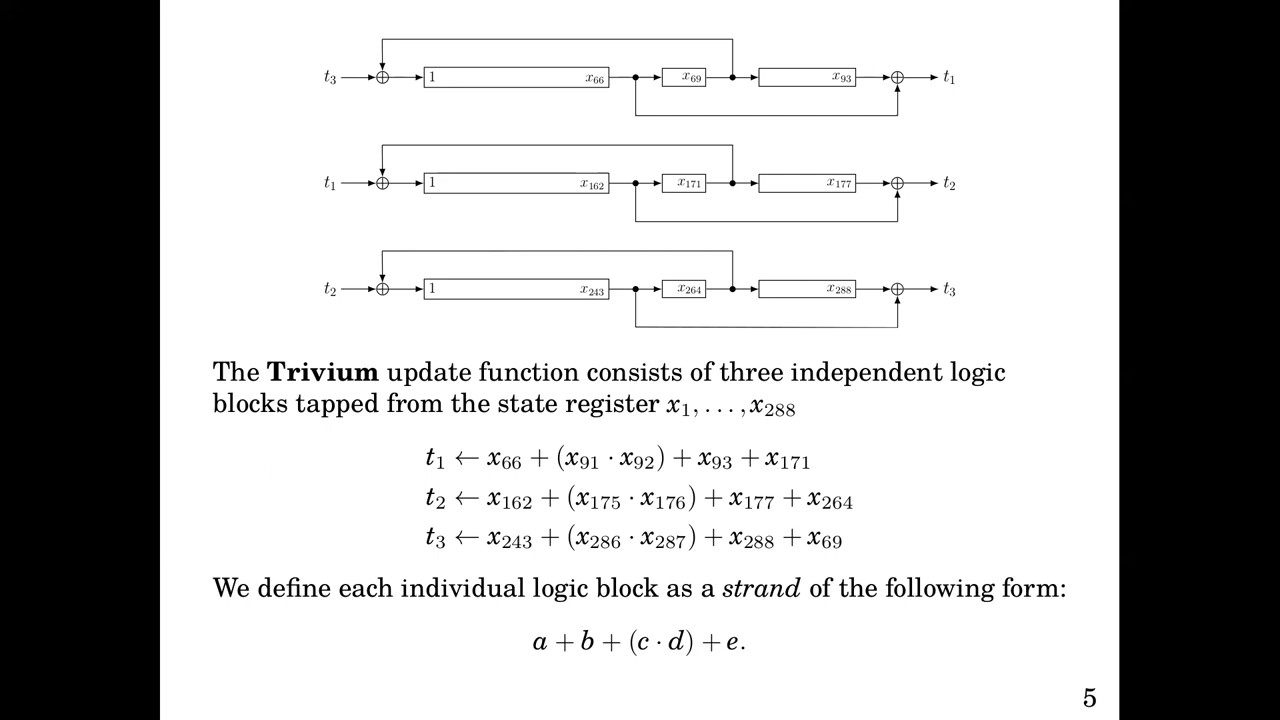 t₃ ⊕ 1 x₆₆ x₆₉ x₉₃ ⊕ t₁
t₁ ⊕ 1 x₁₆₂ x₁₇₁ x₁₇₇ ⊕ t₂
t₂ ⊕ 1 x₂₄₃ x₂₆₄ x₂₈₈ ⊕ t₃
The Trivium update function consists of three independent logic
blocks tapped from the state register x₁,...,x₂₈₈
t₁ ← x₆₆ + (x₉₁ · x₉₂) + x₉₃ + x₁₇₁
t₂ ← x₁₆₂ + (x₁₇₅ · x₁₇₆) + x₁₇₇ + x₂₆₄
t₃ ← x₂₄₃ + (x₂₈₆ · x₂₈₇) + x₂₈₈ + x₆₉
We define each individual logic block as a strand of the following form:
a + b + (c · d) + e.
5